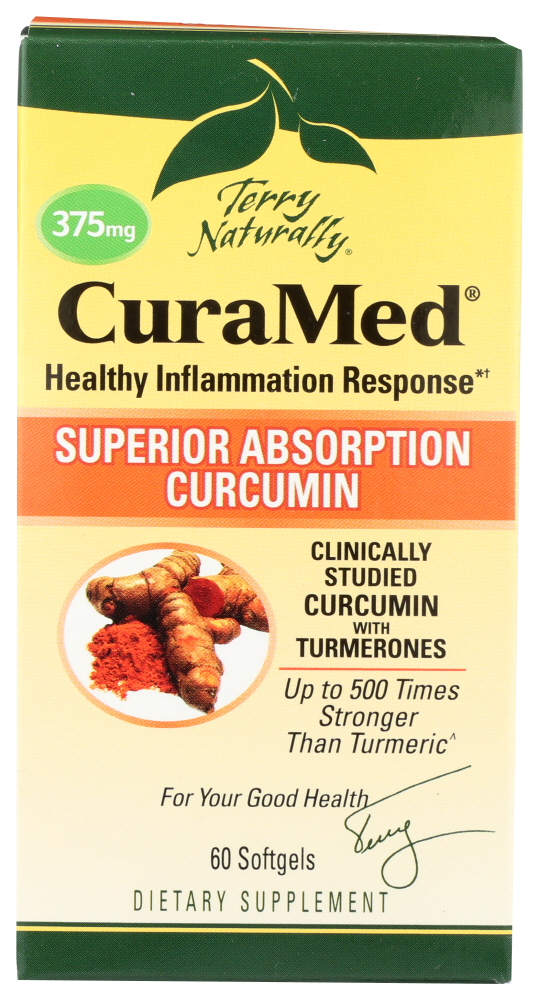 Terry
Naturally®
375mg
CuraMed®
Healthy Inflammation Response*†
SUPERIOR ABSORPTION
CURCUMIN
CLINICALLY
STUDIED
CURCUMIN
WITH
TURMERONES
Up to 500 Times
Stronger
Than Turmeric^
For Your Good Health
Terry
60 Softgels
DIETARY SUPPLEMENT